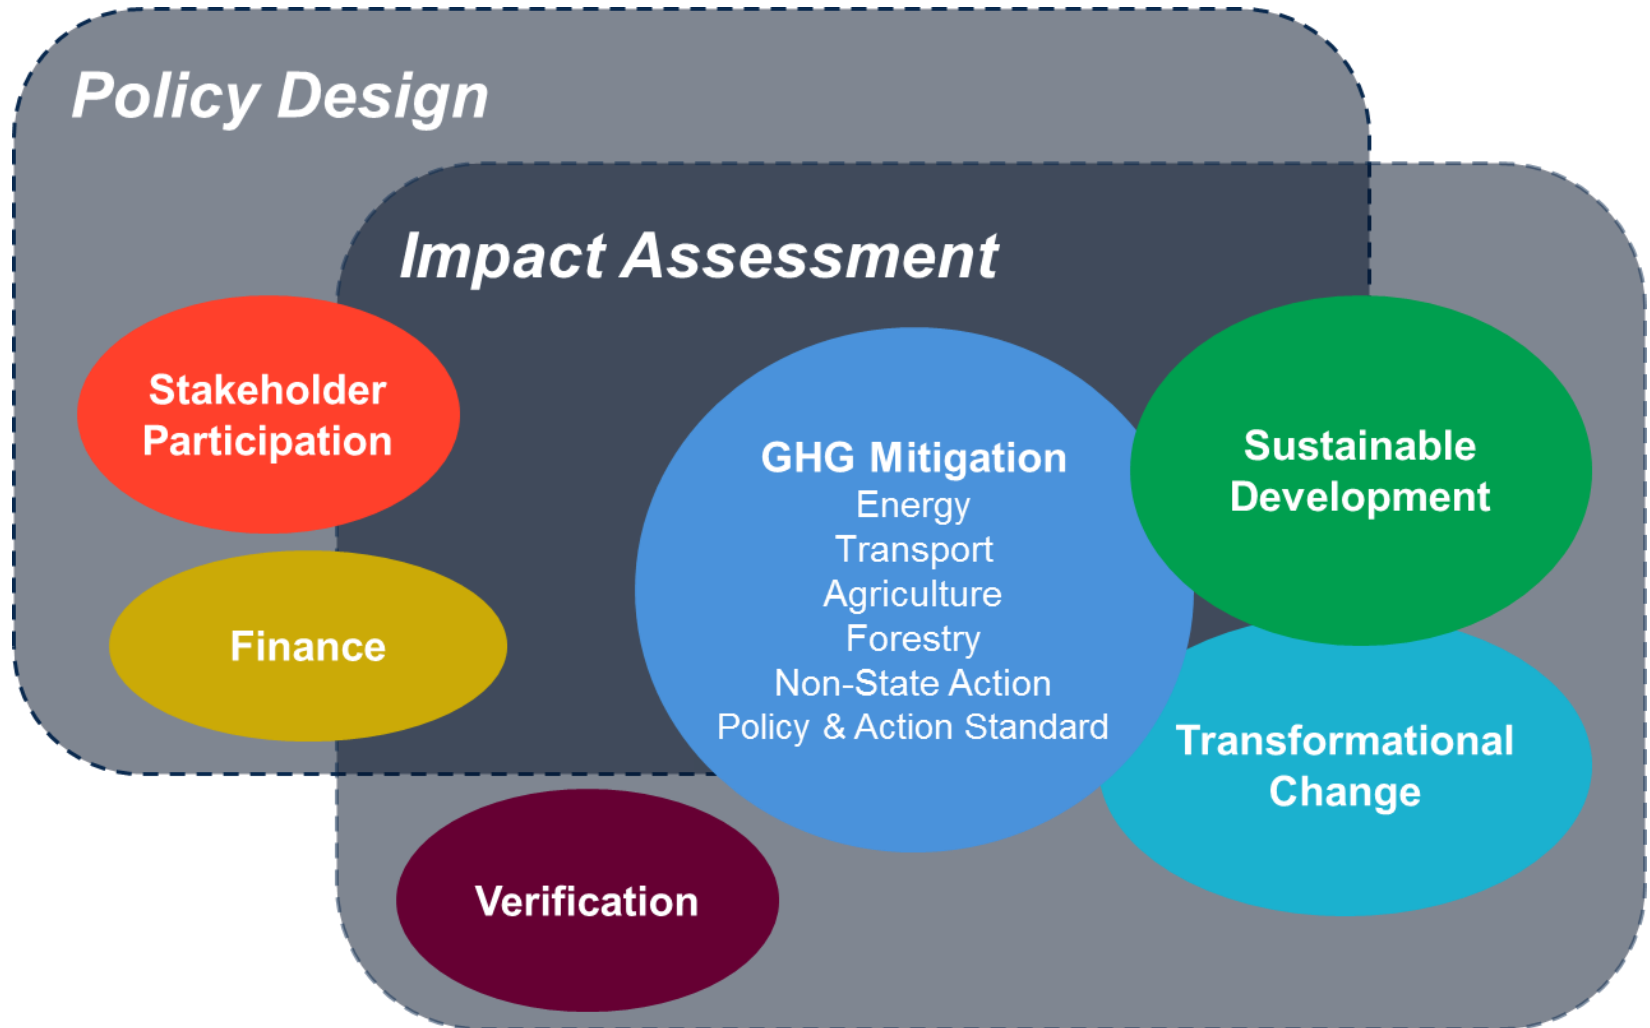 Policy Design
Impact Assessment
Stakeholder
Participation
Finance
GHG Mitigation
Energy
Transport
Agriculture
Forestry
Non-State Action
Policy & Action Standard
Sustainable
Development
Transformational
Change
Verification